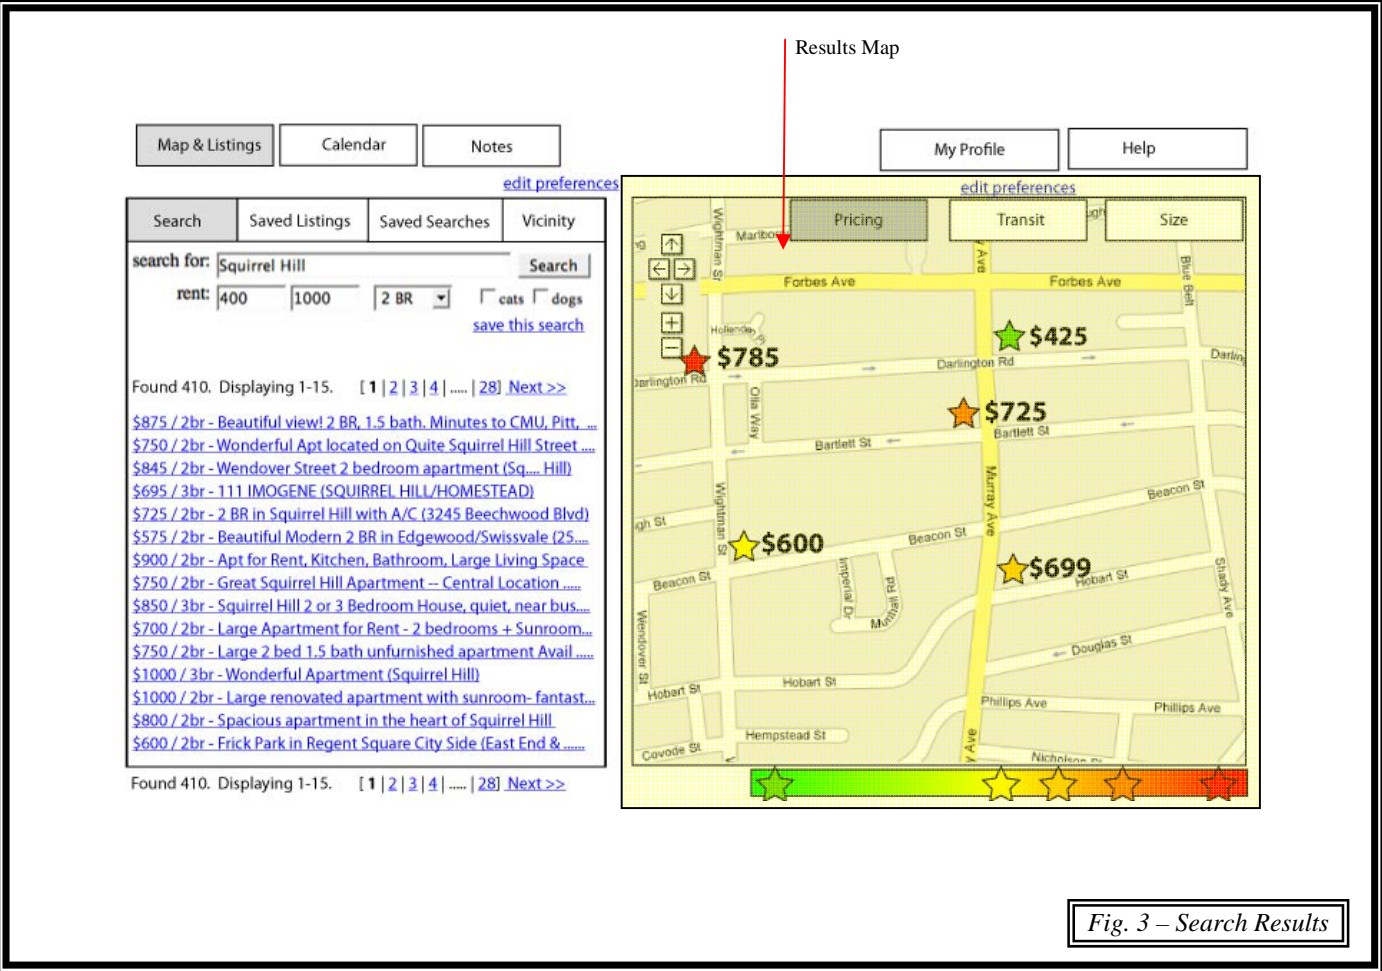 Results Map
Map & Listings
Calendar
Notes
My Profile
Help
edit preferences
edit preferences
Search
Saved Listings
Saved Searches
Vicinity
search for:
Squirrel Hill
Search
rent:
400
1000
2 BR
cats
dogs
save this search
Found 410. Displaying 1-15. [ 1 | 2 | 3 | 4 | ..... | 28] Next >>
$875 / 2br - Beautiful view! 2 BR, 1.5 bath. Minutes to CMU, Pitt, ...
$750 / 2br - Wonderful Apt located on Quite Squirrel Hill Street ....
$845 / 2br - Wendover Street 2 bedroom apartment (Sq.... Hill)
$695 / 3br - 111 IMOGENE (SQUIRREL HILL/HOMESTEAD)
$725 / 2br - 2 BR in Squirrel Hill with A/C (3245 Beechwood Blvd)
$575 / 2br - Beautiful Modern 2 BR in Edgewood/Swissvale (25....
$900 / 2br - Apt for Rent, Kitchen, Bathroom, Large Living Space
$750 / 2br - Great Squirrel Hill Apartment -- Central Location .....
$850 / 3br - Squirrel Hill 2 or 3 Bedroom House, quiet, near bus....
$700 / 2br - Large Apartment for Rent - 2 bedrooms + Sunroom...
$750 / 2br - Large 2 bed 1.5 bath unfurnished apartment Avail .....
$1000 / 3br - Wonderful Apartment (Squirrel Hill)
$1000 / 2br - Large renovated apartment with sunroom- fantast...
$800 / 2br - Spacious apartment in the heart of Squirrel Hill
$600 / 2br - Frick Park in Regent Square City Side (East End & ......
Found 410. Displaying 1-15. [ 1 | 2 | 3 | 4 | ..... | 28] Next >>
Pricing
Transit
Size
Wightman St
Ave
Blue Belt
Forbes Ave
Forbes Ave
$425
$785
Darlington Rd
Olla Way
$725
Bartlett St
Bartlett St
Murray Ave
Wightman St
Beacon St
Beacon St
$600
$699
Beacon St
Imperial Dr
Hobart St
Shady Ave
Wendover St
Douglas St
Hobart St
Hobart St
Phillips Ave
Phillips Ave
Hempstead St
Covode St
Ave
Fig. 3 – Search Results